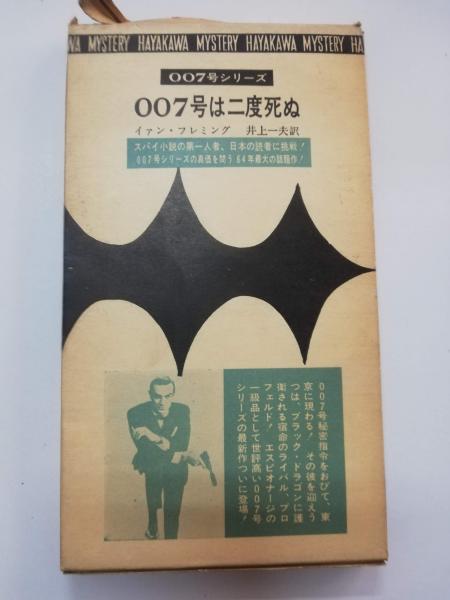 NA MYSTERY HAYAKAWA MYSTERY HAYAKAWA MYSTERY HA
007号シリーズ
007号は二度死ぬ
イァン・フレミング 井上一夫訳
スパイ小説の第一人者、日本の読者に挑戦！
007号シリーズの真価を問う 64年最大の話題作！
007号秘密指令をおびて、東
京に現わる！その彼を迎えう
つは、ブラック・ドラゴンに護
衛される宿命のライバル、ブロ
フェルド！エスピオナージの
一級品として世評高い007号
シリーズの最新作ついに登場！